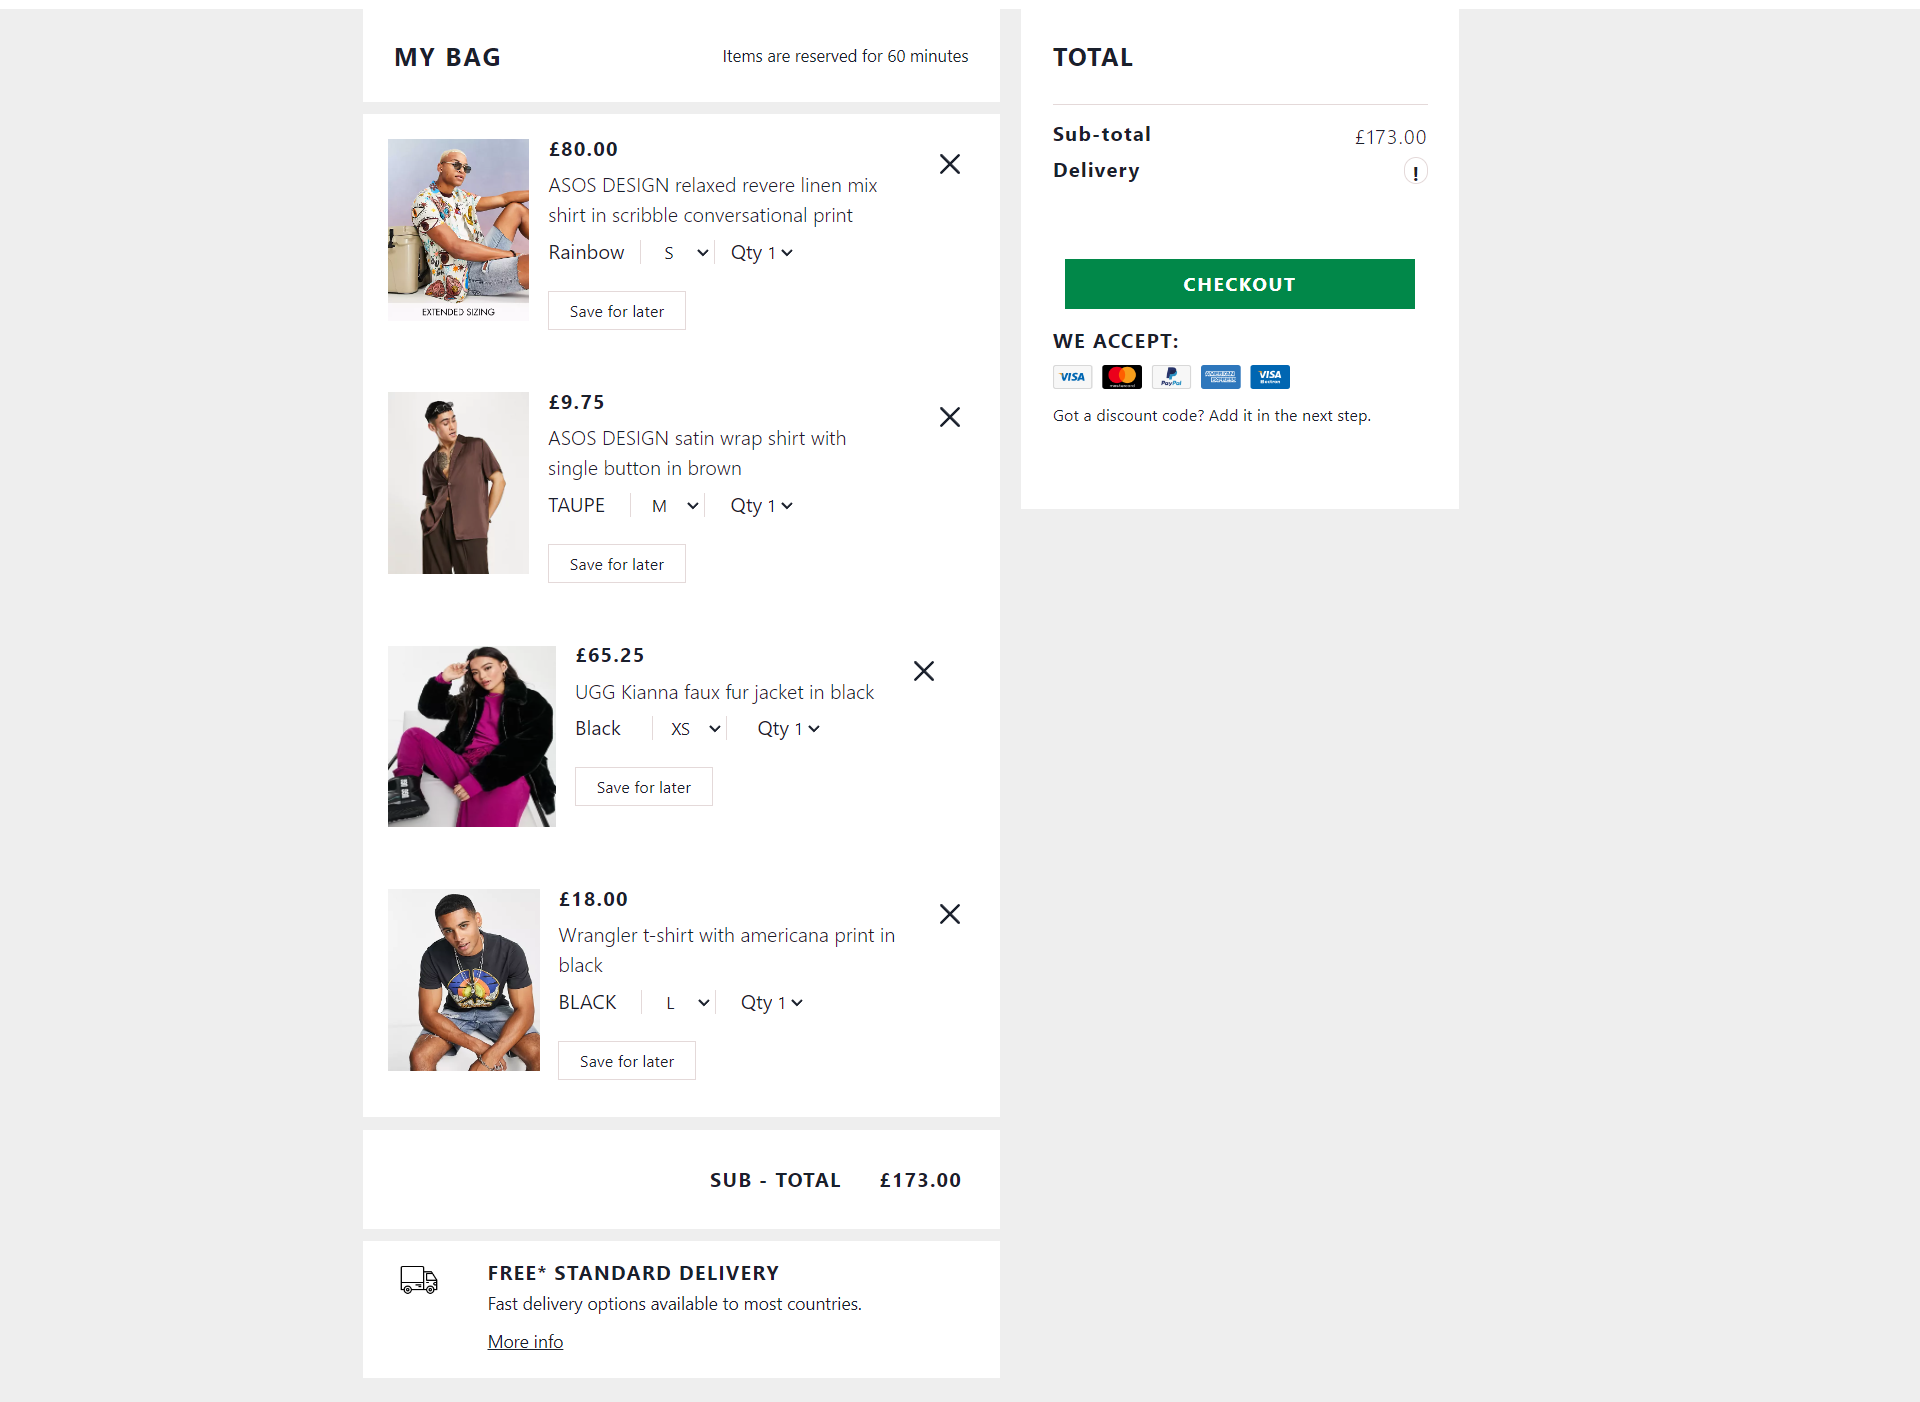 MY BAG
Items are reserved for 60 minutes
£80.00
ASOS DESIGN relaxed revere linen mix
shirt in scribble conversational print
Rainbow S Qty 1
EXTENDED SIZING
Save for later
£9.75
ASOS DESIGN satin wrap shirt with
single button in brown
TAUPE M Qty 1
Save for later
£65.25
UGG Kianna faux fur jacket in black
Black XS Qty 1
Save for later
£18.00
Wrangler t-shirt with americana print in
black
BLACK L Qty 1
Save for later
SUB - TOTAL £173.00
FREE* STANDARD DELIVERY
Fast delivery options available to most countries.
More info
TOTAL
Sub-total £173.00
Delivery !
CHECKOUT
WE ACCEPT:
VISA mastercard PayPal AMERICAN EXPRESS VISA Electron
Got a discount code? Add it in the next step.